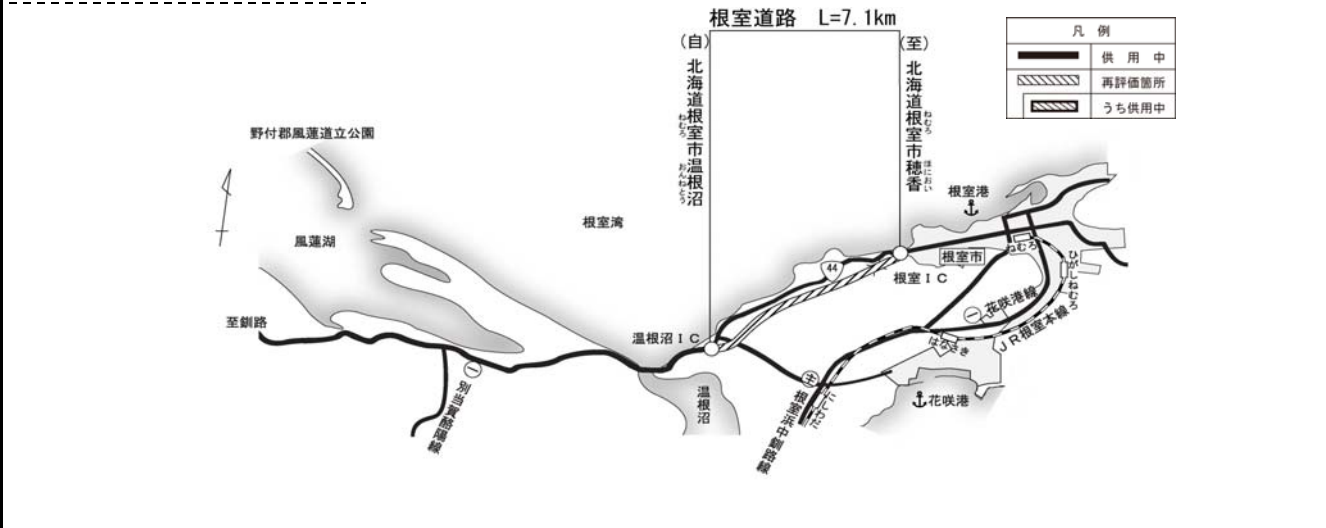 根室道路 L=7.1km
(自)
北海道根室市温根沼
ねむろ
おんねとう
(至)
北海道根室市穂香
ねむろ
ほにおい
凡 例
供 用 中
再評価箇所
うち供用中
野付郡風蓮道立公園
風蓮湖
根室湾
根室港
ねむろ
根室市
44
根室IC
ひがしねむろ
一
花咲港線
JR根室本線
はなさき
花咲港
至釧路
温根沼IC
温根沼
一
別当賀酪陽線
主
根室浜中釧路線
にしわだ